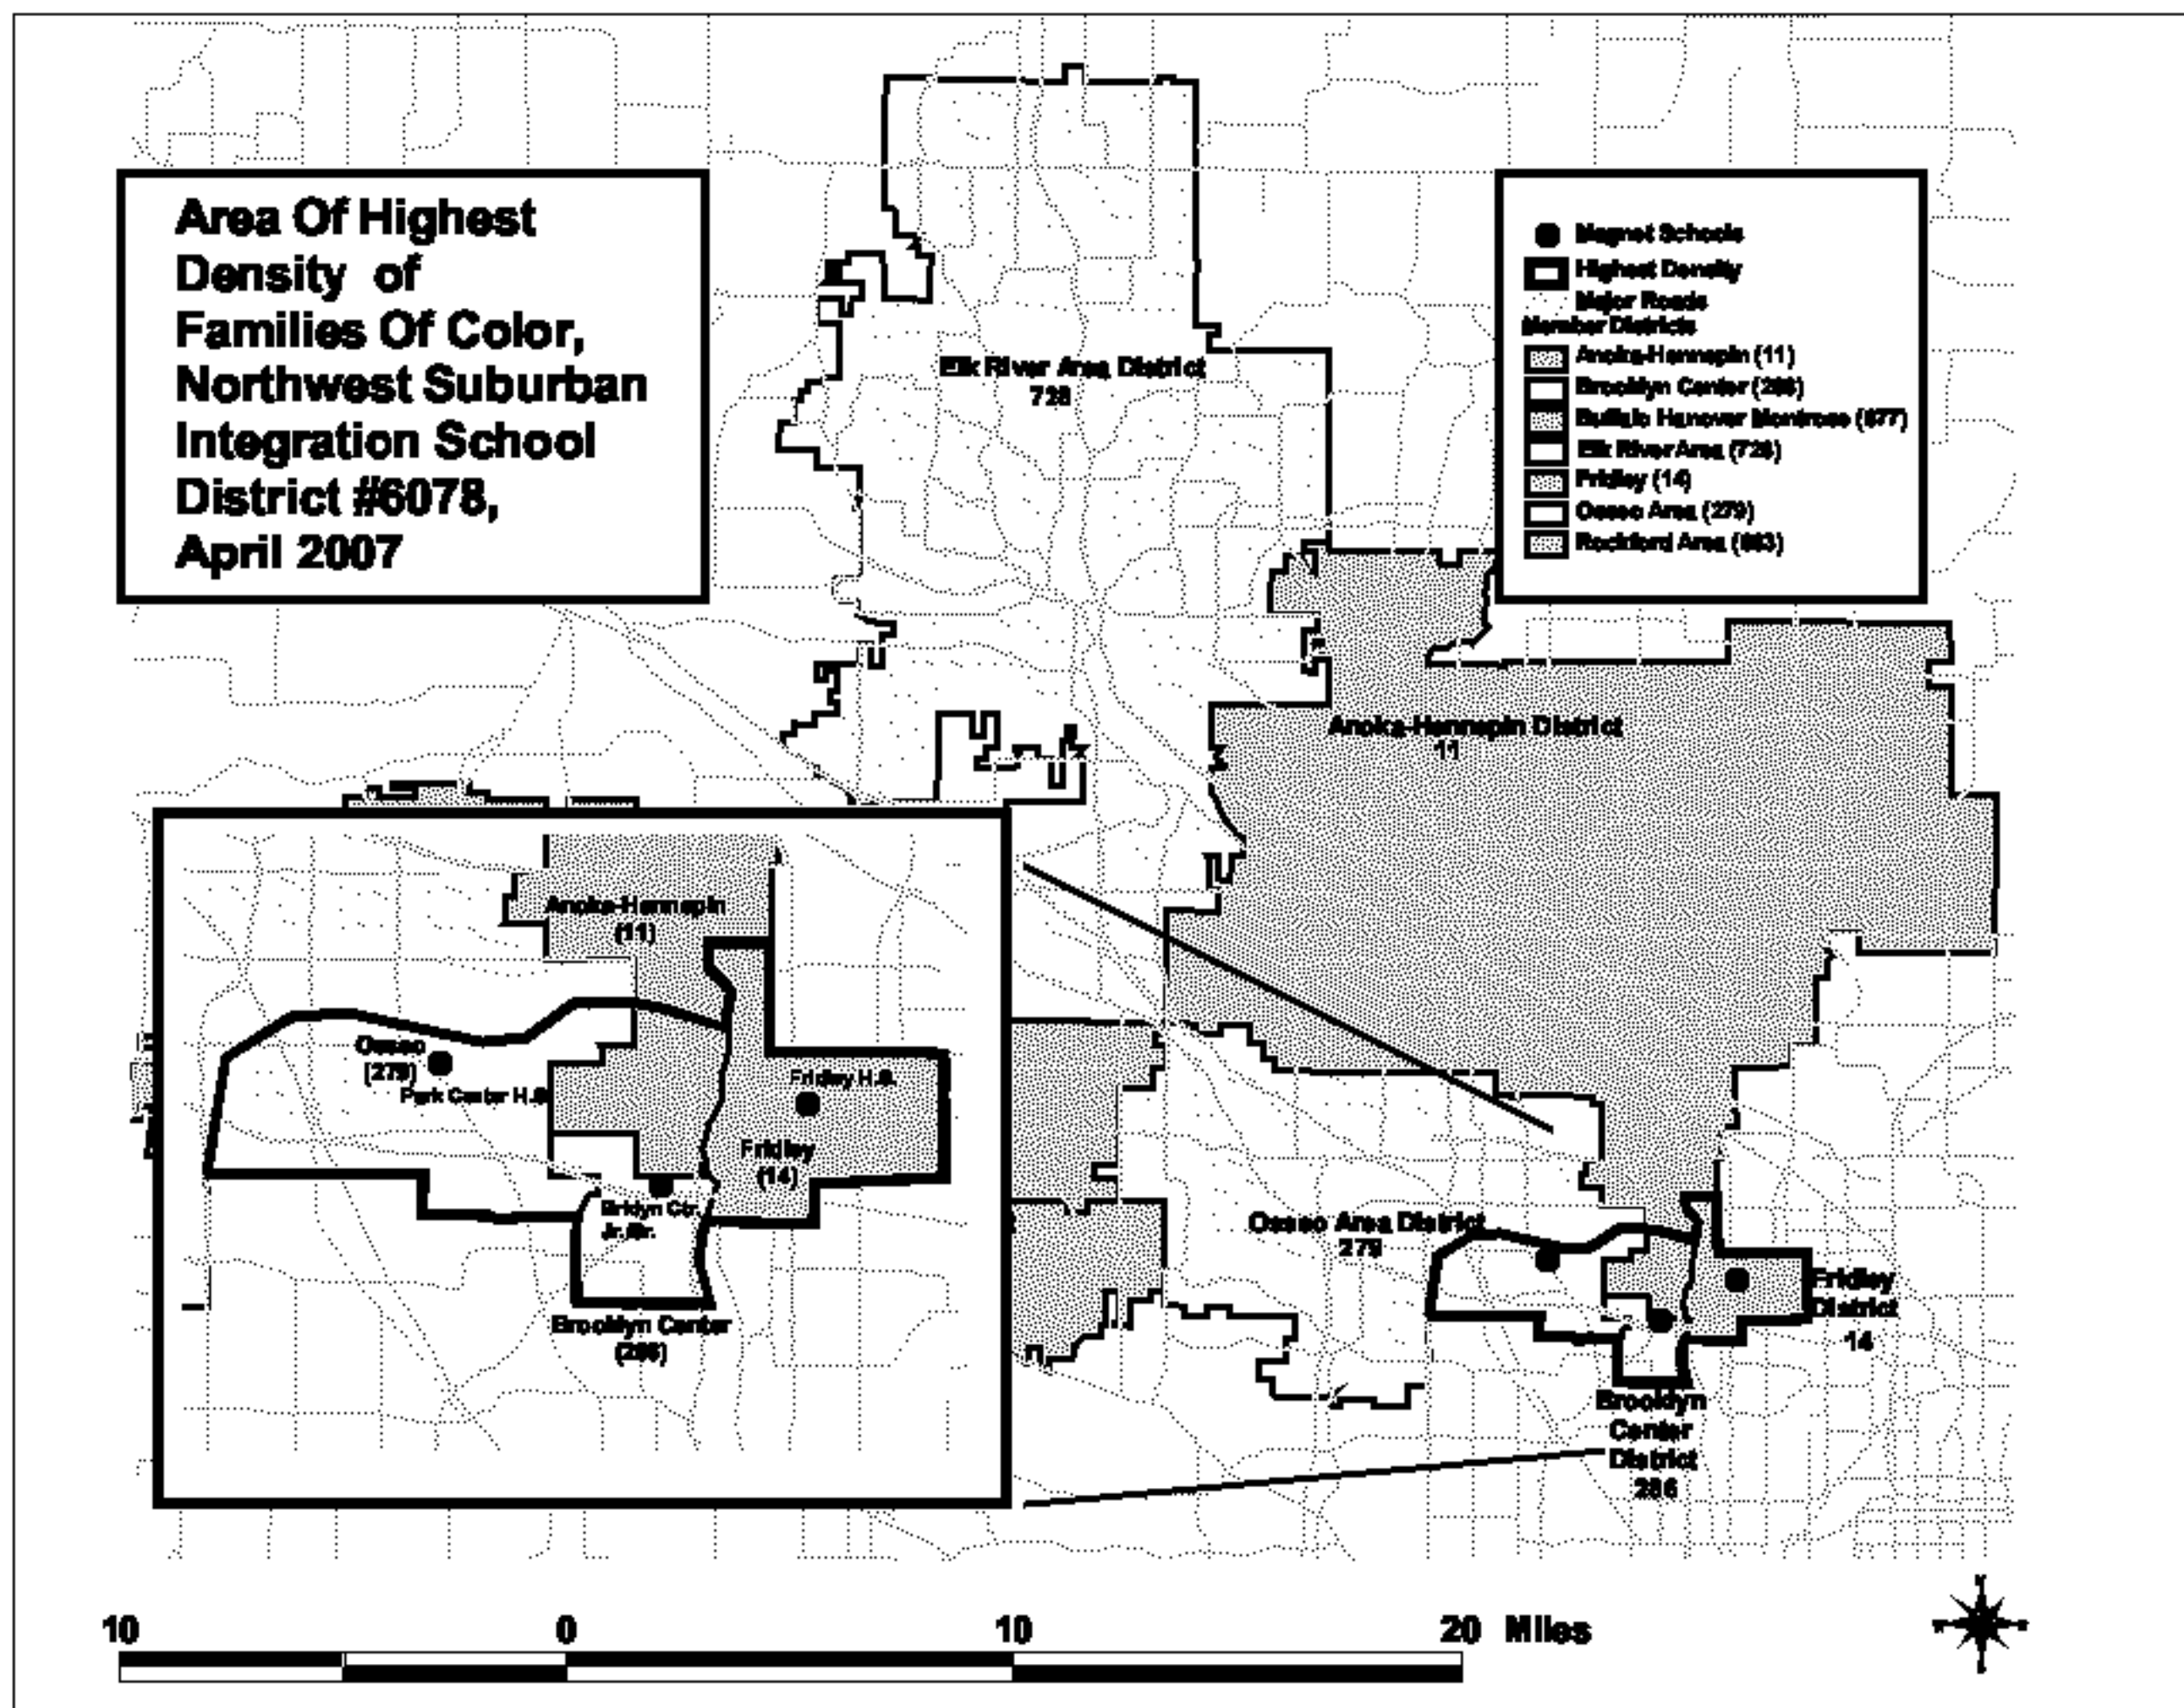 Area Of Highest
Density of
Families Of Color,
Northwest Suburban
Integration School
District #6078,
April 2007
Magnet Schools
Highest Density
Major Roads
Member Districts
Anoka-Hennepin (11)
Brooklyn Center (286)
Buffalo Hanover Montrose (877)
Elk River Area (728)
Fridley (14)
Osseo Area (279)
Rockford Area (883)
Elk River Area District
728
Anoka-Hennepin District
11
Anoka-Hennepin
(11)
Osseo
(279)
Park Center H.S.
Fridley H.S.
Fridley
(14)
Brklyn Ctr.
Jr./Sr.
Brooklyn Center
(286)
Osseo Area District
279
Fridley
District
14
Brooklyn
Center
District
286
10 0 10 20 Miles